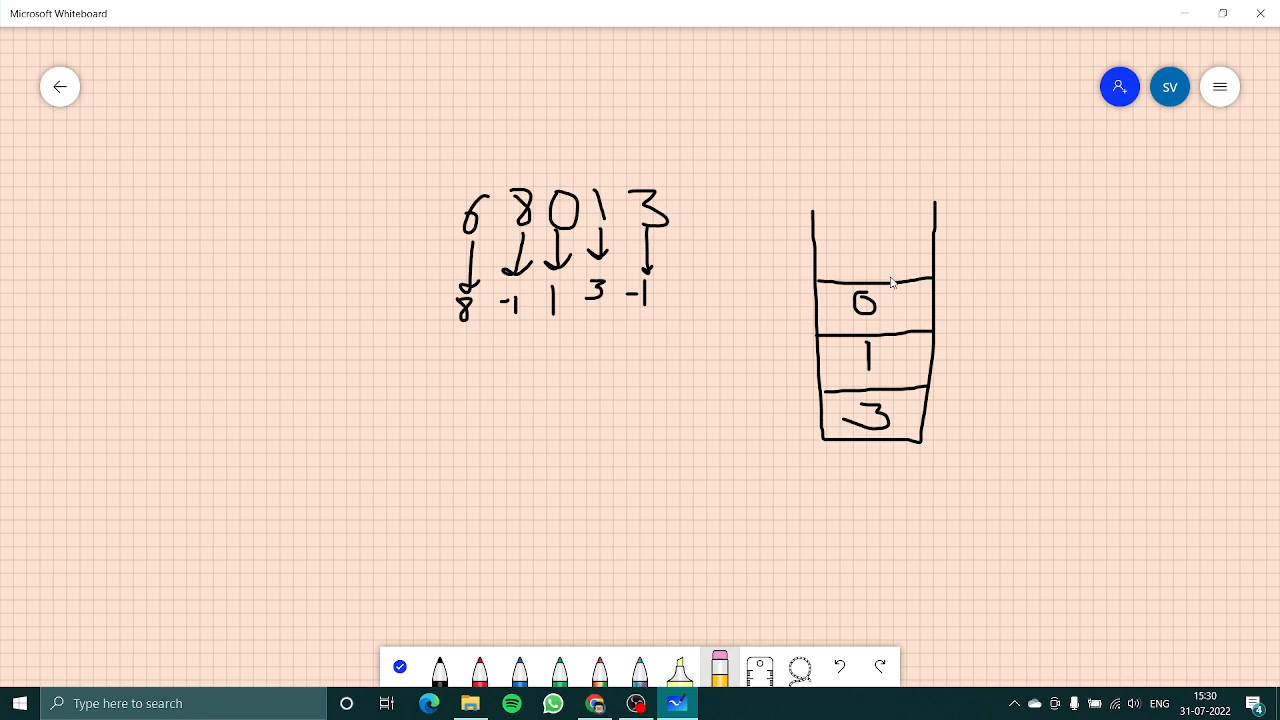 Microsoft Whiteboard
SV
6 8 0 1 3
8 -1 1 3 -1
0
1
3
Type here to search
ENG
15:30
31-07-2022
4